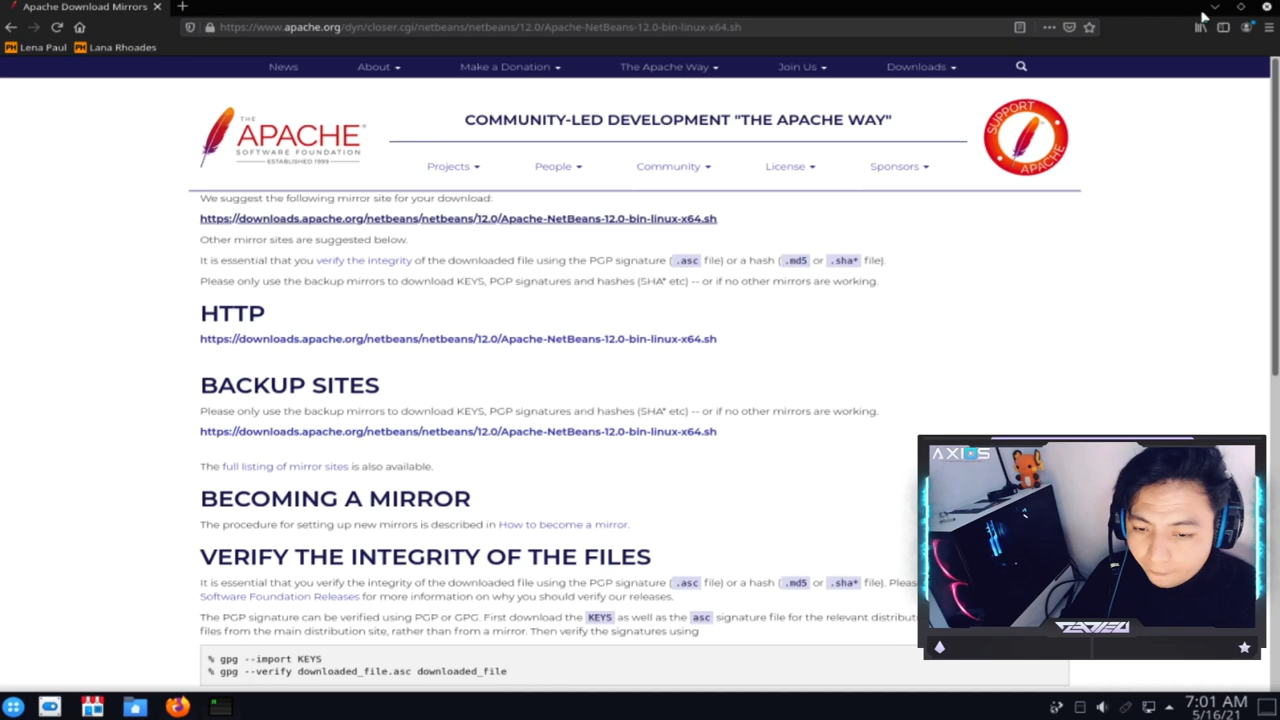 Apache Download Mirrors
https://www.apache.org/dyn/closer.cgi/netbeans/netbeans/12.0/Apache-NetBeans-12.0-bin-linux-x64.sh
PH Lena Paul PH Lana Rhoades
News About Make a Donation The Apache Way Join Us Downloads
THE
APACHE
SOFTWARE FOUNDATION
ESTABLISHED 1999
COMMUNITY-LED DEVELOPMENT "THE APACHE WAY"
SUPPORT
APACHE
Projects People Community License Sponsors
We suggest the following mirror site for your download:
https://downloads.apache.org/netbeans/netbeans/12.0/Apache-NetBeans-12.0-bin-linux-x64.sh
Other mirror sites are suggested below.
It is essential that you verify the integrity of the downloaded file using the PGP signature ( .asc file) or a hash ( .md5 or .sha* file).
Please only use the backup mirrors to download KEYS, PGP signatures and hashes (SHA* etc) -- or if no other mirrors are working.
HTTP
https://downloads.apache.org/netbeans/netbeans/12.0/Apache-NetBeans-12.0-bin-linux-x64.sh
BACKUP SITES
Please only use the backup mirrors to download KEYS, PGP signatures and hashes (SHA* etc) -- or if no other mirrors are working.
https://downloads.apache.org/netbeans/netbeans/12.0/Apache-NetBeans-12.0-bin-linux-x64.sh
The full listing of mirror sites is also available.
BECOMING A MIRROR
The procedure for setting up new mirrors is described in How to become a mirror.
VERIFY THE INTEGRITY OF THE FILES
It is essential that you verify the integrity of the downloaded file using the PGP signature ( .asc file) or a hash ( .md5 or .sha* file). Pleas
Software Foundation Releases for more information on why you should verify our releases.
The PGP signature can be verified using PGP or GPG. First download the KEYS as well as the asc signature file for the relevant distribut
files from the main distribution site, rather than from a mirror. Then verify the signatures using
% gpg --import KEYS
% gpg --verify downloaded_file.asc downloaded_file
AXIOS
7:01 AM
5/16/21